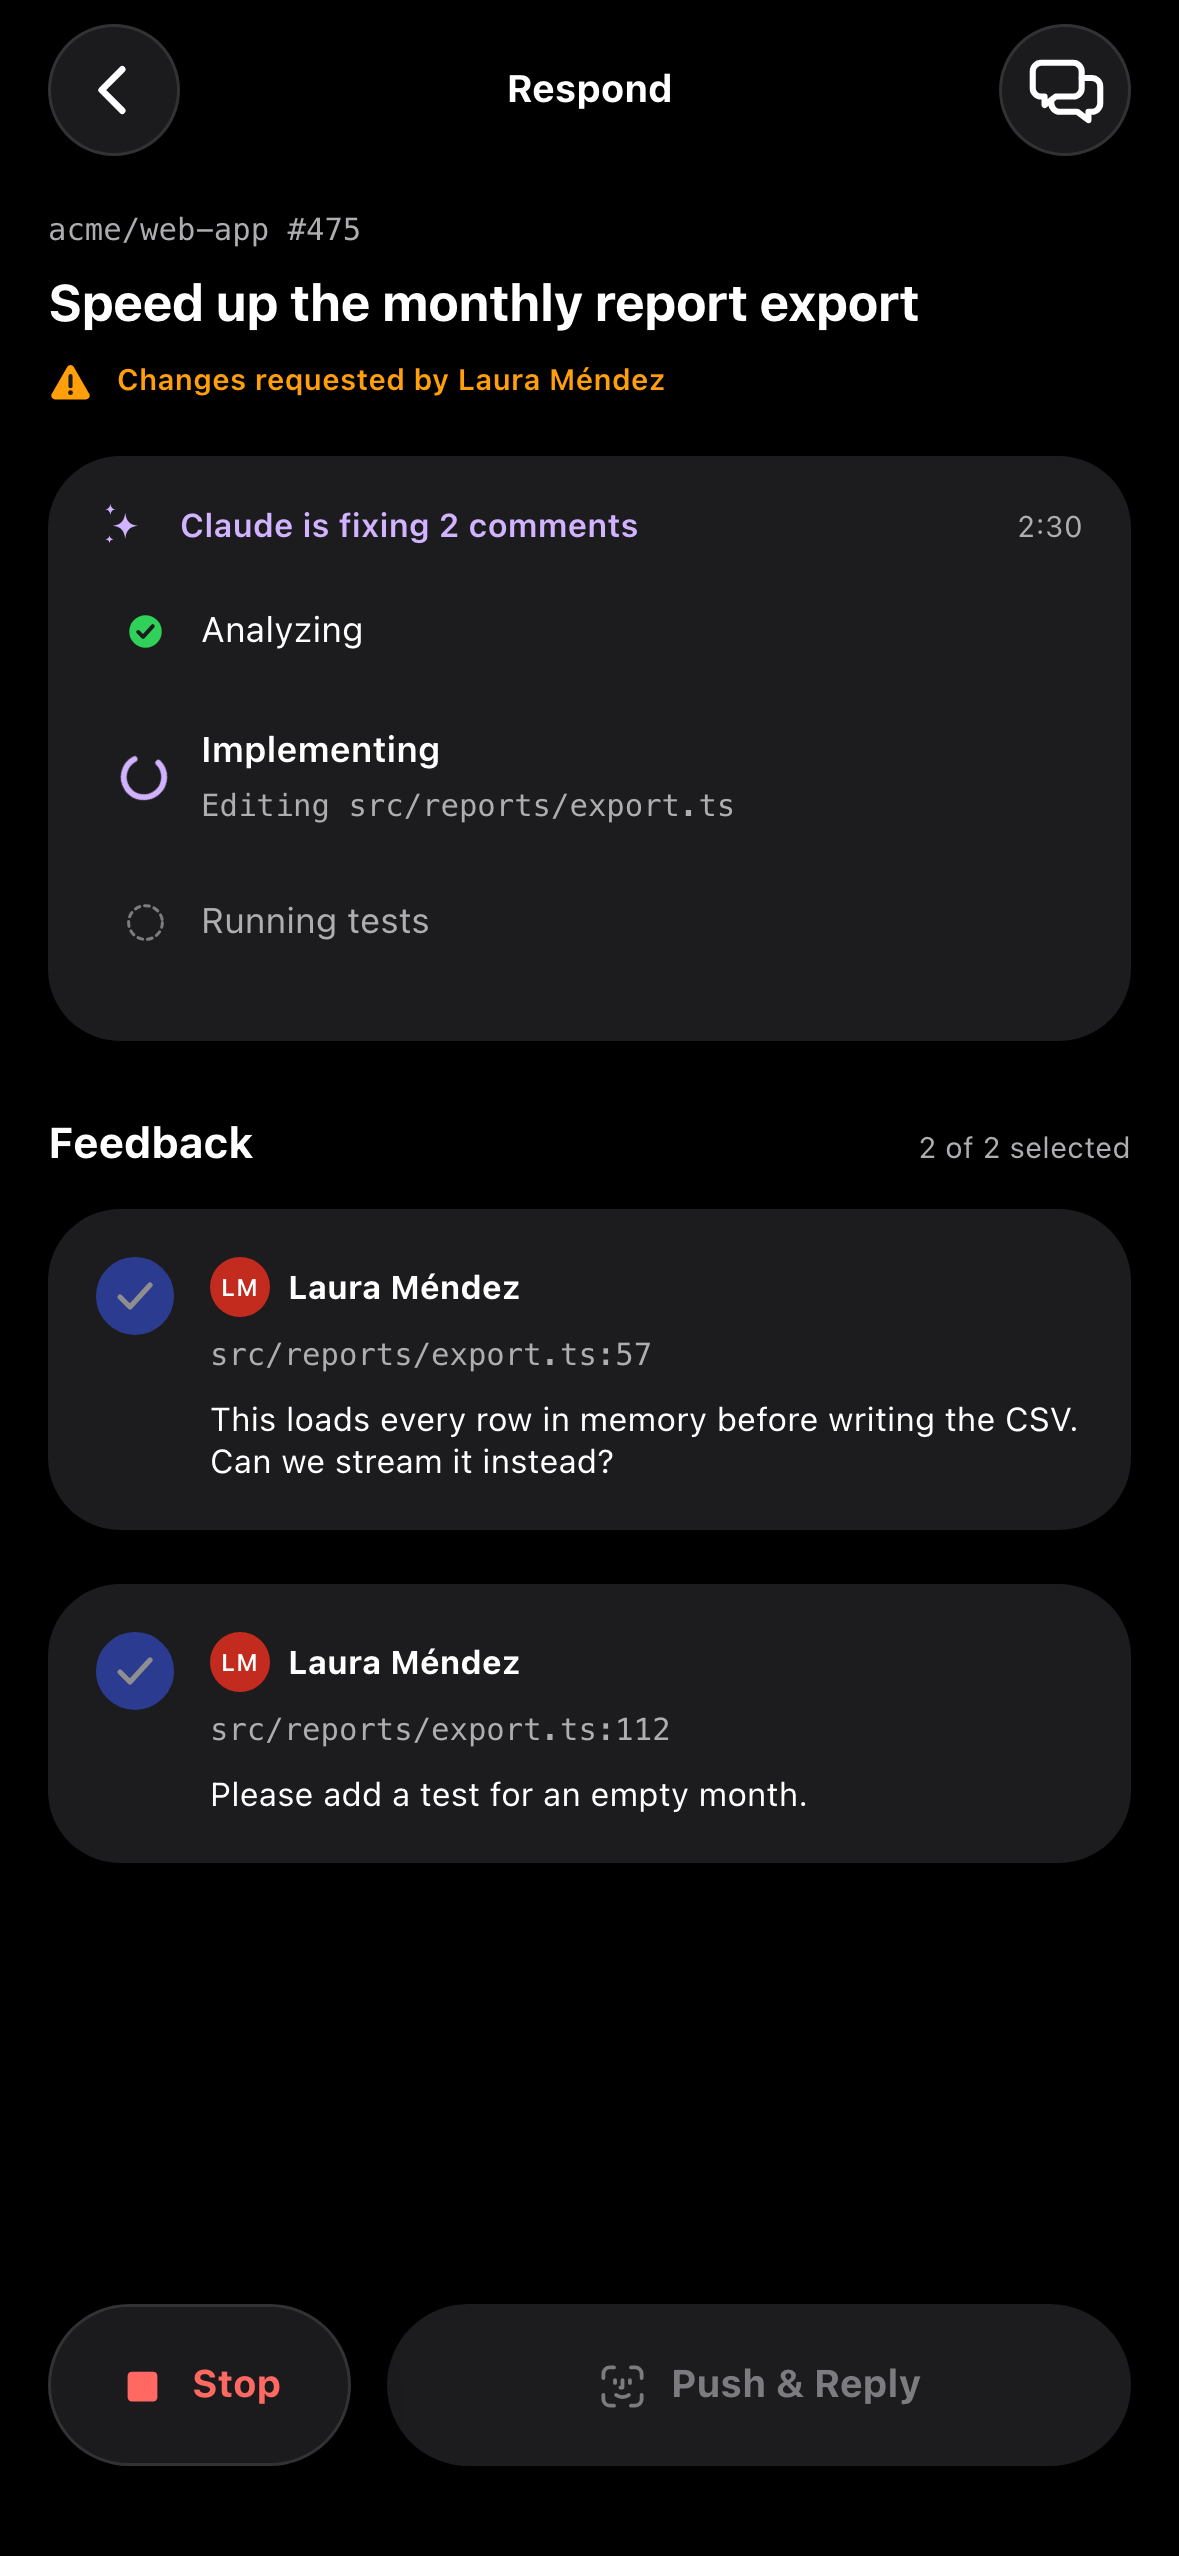 Respond
acme/web-app #475
Speed up the monthly report export
Changes requested by Laura Méndez
Claude is fixing 2 comments
2:30
Analyzing
Implementing
Editing src/reports/export.ts
Running tests
Feedback
2 of 2 selected
LM Laura Méndez
src/reports/export.ts:57
This loads every row in memory before writing the CSV.
Can we stream it instead?
LM Laura Méndez
src/reports/export.ts:112
Please add a test for an empty month.
Stop
Push & Reply